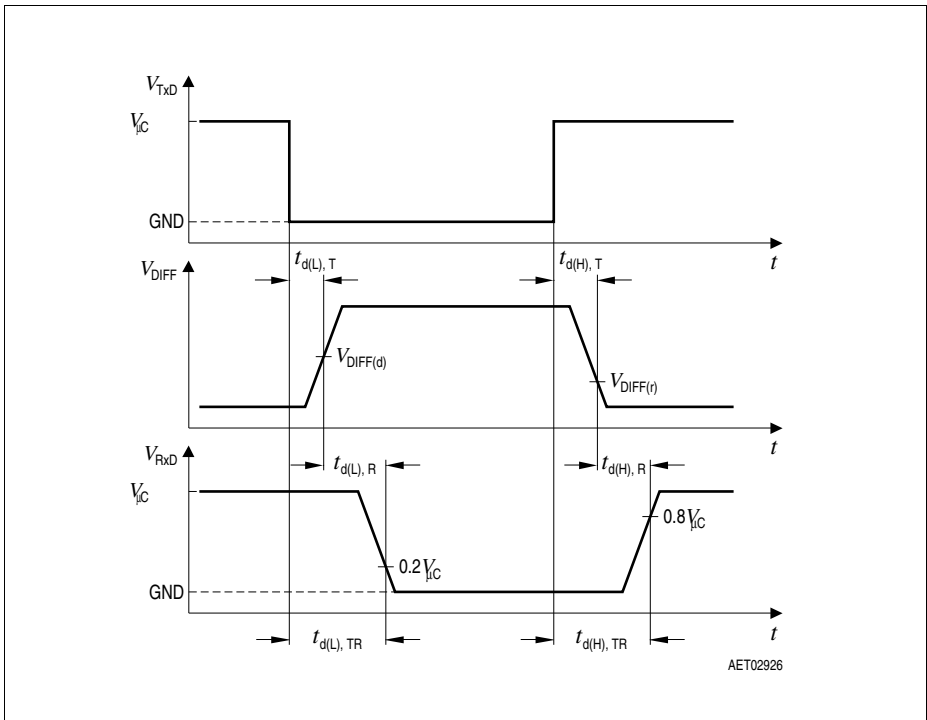 V_TxD
V_µC
GND
t
t_d(L), T
t_d(H), T
V_DIFF
V_DIFF(d)
V_DIFF(r)
t
V_RxD
t_d(L), R
t_d(H), R
V_µC
0.8V_µC
0.2V_µC
GND
t
t_d(L), TR
t_d(H), TR
AET02926